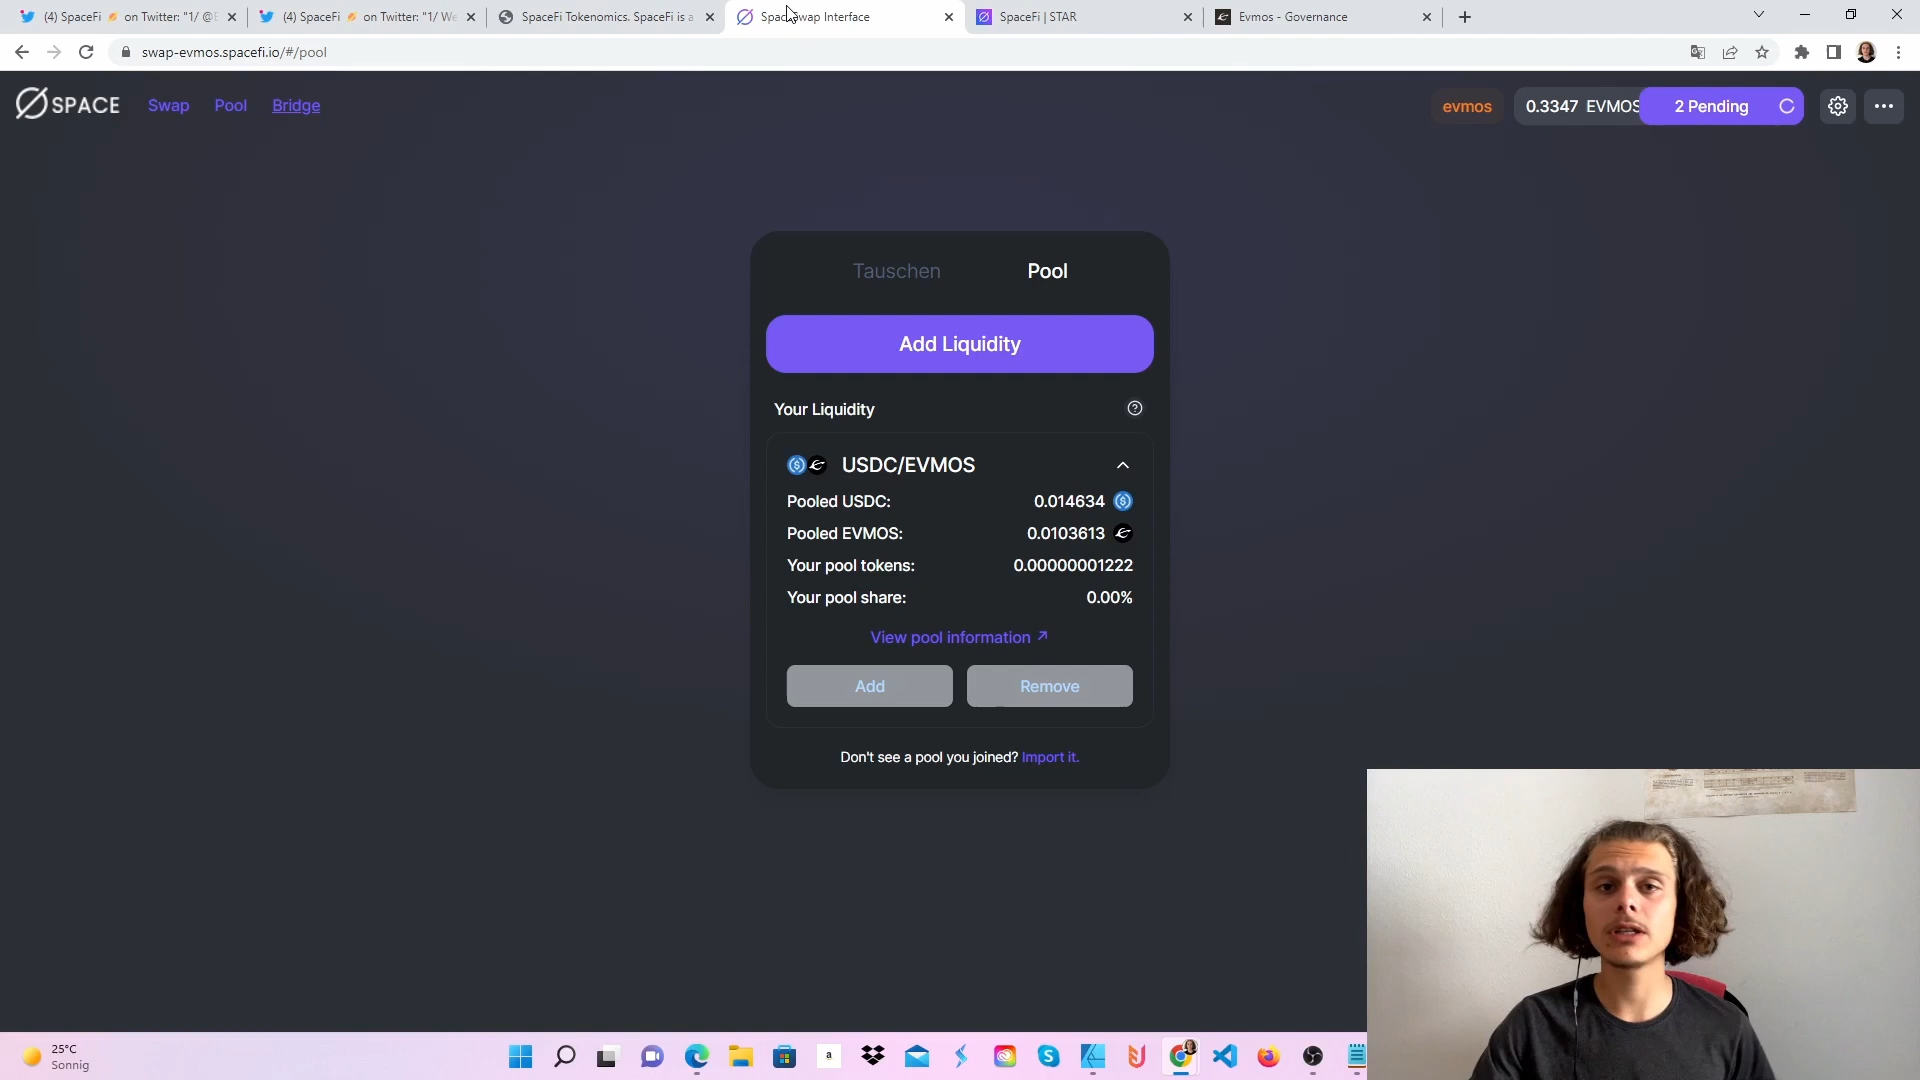 (4) SpaceFi on Twitter: "1/ @E
(4) SpaceFi on Twitter: "1/ We
SpaceFi Tokenomics. SpaceFi is a
SpaceSwap Interface
SpaceFi | STAR
Evmos - Governance
swap-evmos.spacefi.io/#/pool
SPACE
Swap
Pool
Bridge
evmos
0.3347 EVMOS
2 Pending
Tauschen
Pool
Add Liquidity
Your Liquidity
USDC/EVMOS
Pooled USDC: 0.014634
Pooled EVMOS: 0.0103613
Your pool tokens: 0.00000001222
Your pool share: 0.00%
View pool information ↗
Add
Remove
Don't see a pool you joined? Import it.
25°C
Sonnig